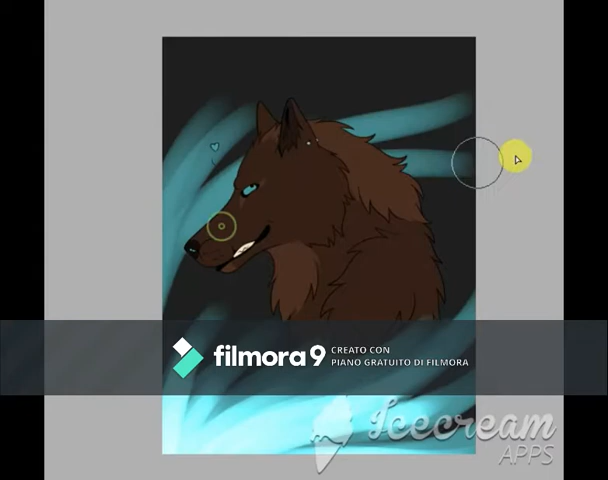 filmora9
CREATO CON
PIANO GRATUITO DI FILMORA
Icecream
APPS